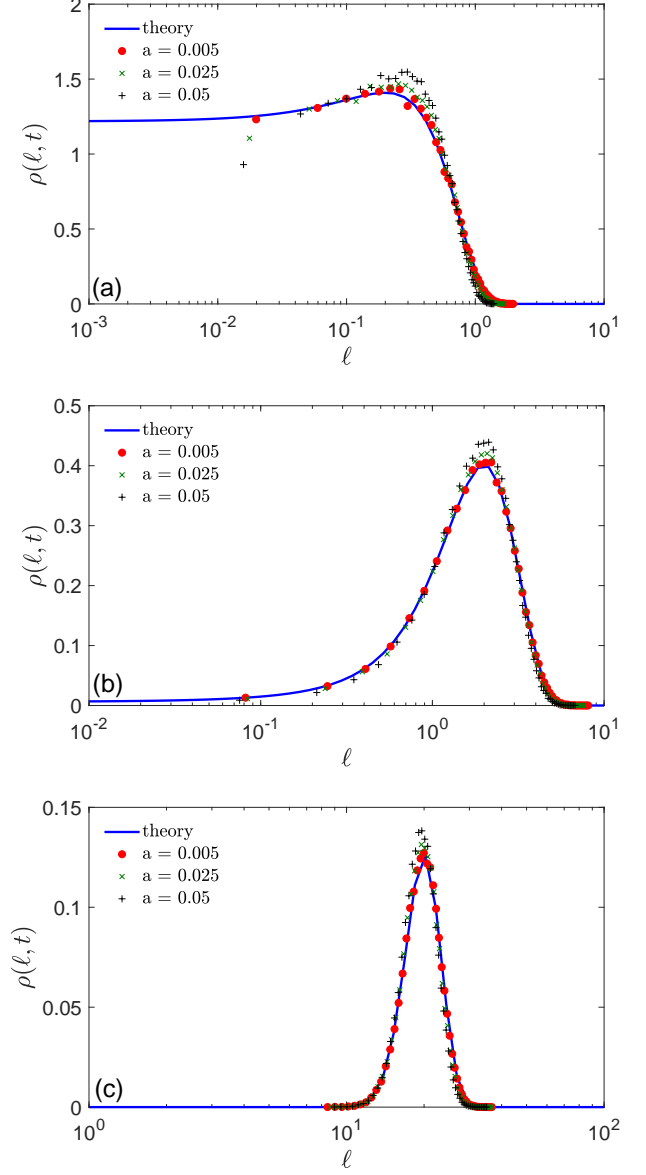 2
1.5
1
0.5
0
ρ(ℓ, t)
theory
a = 0.005
a = 0.025
a = 0.05
(a)
10^-3 10^-2 10^-1 10^0 10^1
ℓ
0.5
0.4
0.3
0.2
0.1
0
ρ(ℓ, t)
theory
a = 0.005
a = 0.025
a = 0.05
(b)
10^-2 10^-1 10^0 10^1
ℓ
0.15
0.1
0.05
0
ρ(ℓ, t)
theory
a = 0.005
a = 0.025
a = 0.05
(c)
10^0 10^1 10^2
ℓ